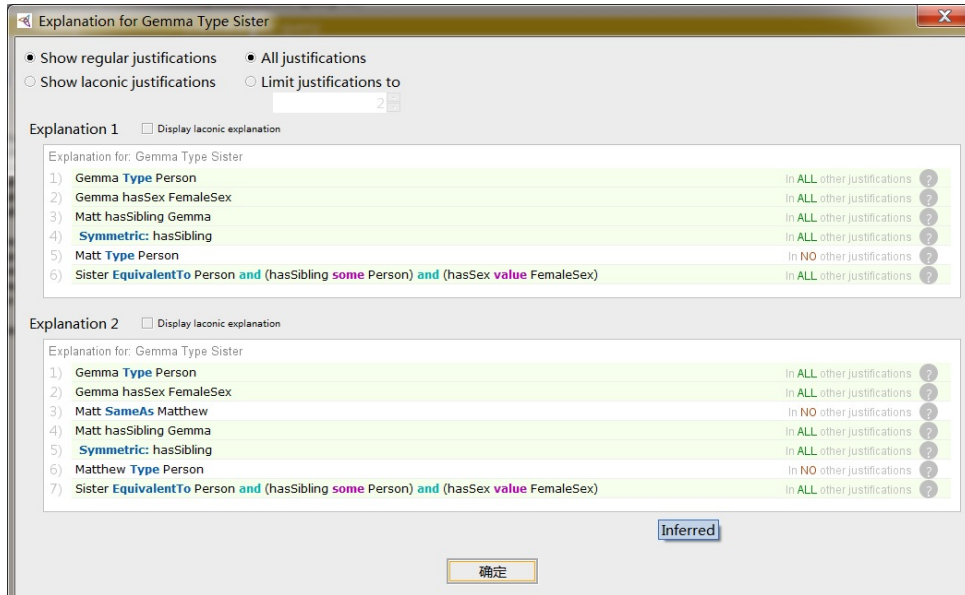 Explanation for Gemma Type Sister
Show regular justifications All justifications
Show laconic justifications Limit justifications to
2
Explanation 1 Display laconic explanation
Explanation for: Gemma Type Sister
1) Gemma Type Person In ALL other justifications ?
2) Gemma hasSex FemaleSex In ALL other justifications ?
3) Matt hasSibling Gemma In ALL other justifications ?
4) Symmetric: hasSibling In ALL other justifications ?
5) Matt Type Person In NO other justifications ?
6) Sister EquivalentTo Person and (hasSibling some Person) and (hasSex value FemaleSex) In ALL other justifications ?
Explanation 2 Display laconic explanation
Explanation for: Gemma Type Sister
1) Gemma Type Person In ALL other justifications ?
2) Gemma hasSex FemaleSex In ALL other justifications ?
3) Matt SameAs Matthew In NO other justifications ?
4) Matt hasSibling Gemma In ALL other justifications ?
5) Symmetric: hasSibling In ALL other justifications ?
6) Matthew Type Person In NO other justifications ?
7) Sister EquivalentTo Person and (hasSibling some Person) and (hasSex value FemaleSex) In ALL other justifications ?
Inferred
确定